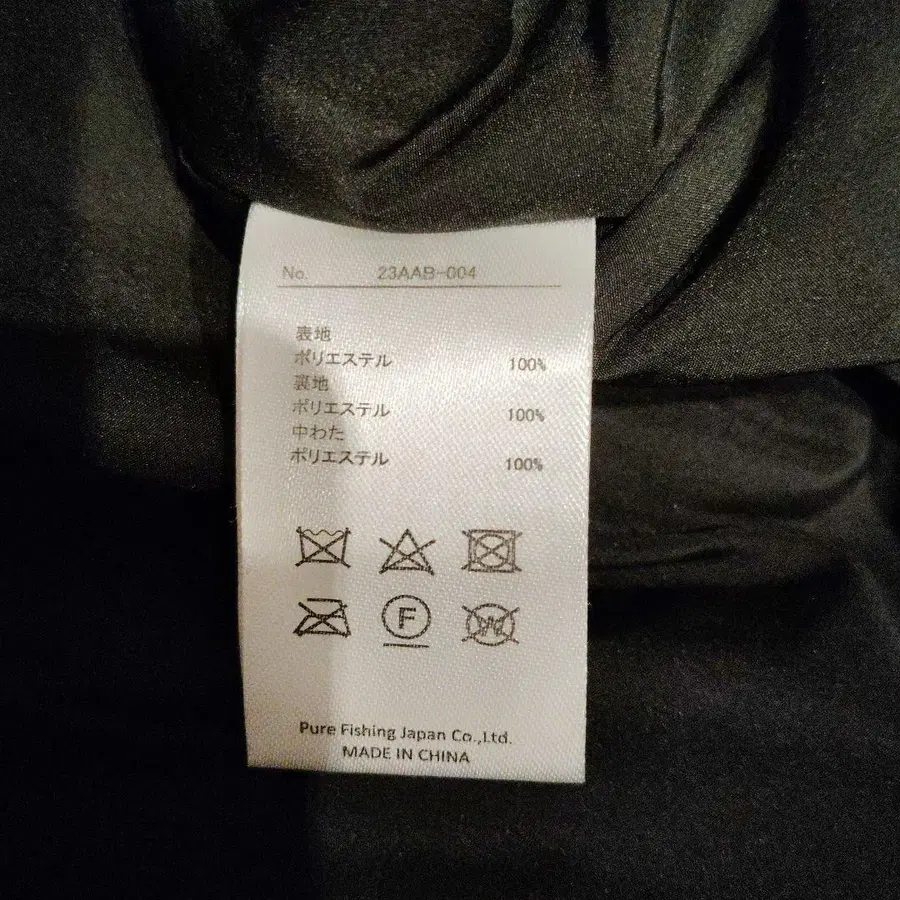 No. 23AAB-004
表地
ポリエステル 100%
裏地
ポリエステル 100%
中わた
ポリエステル 100%
F
W
Pure Fishing Japan Co.,Ltd.
MADE IN CHINA